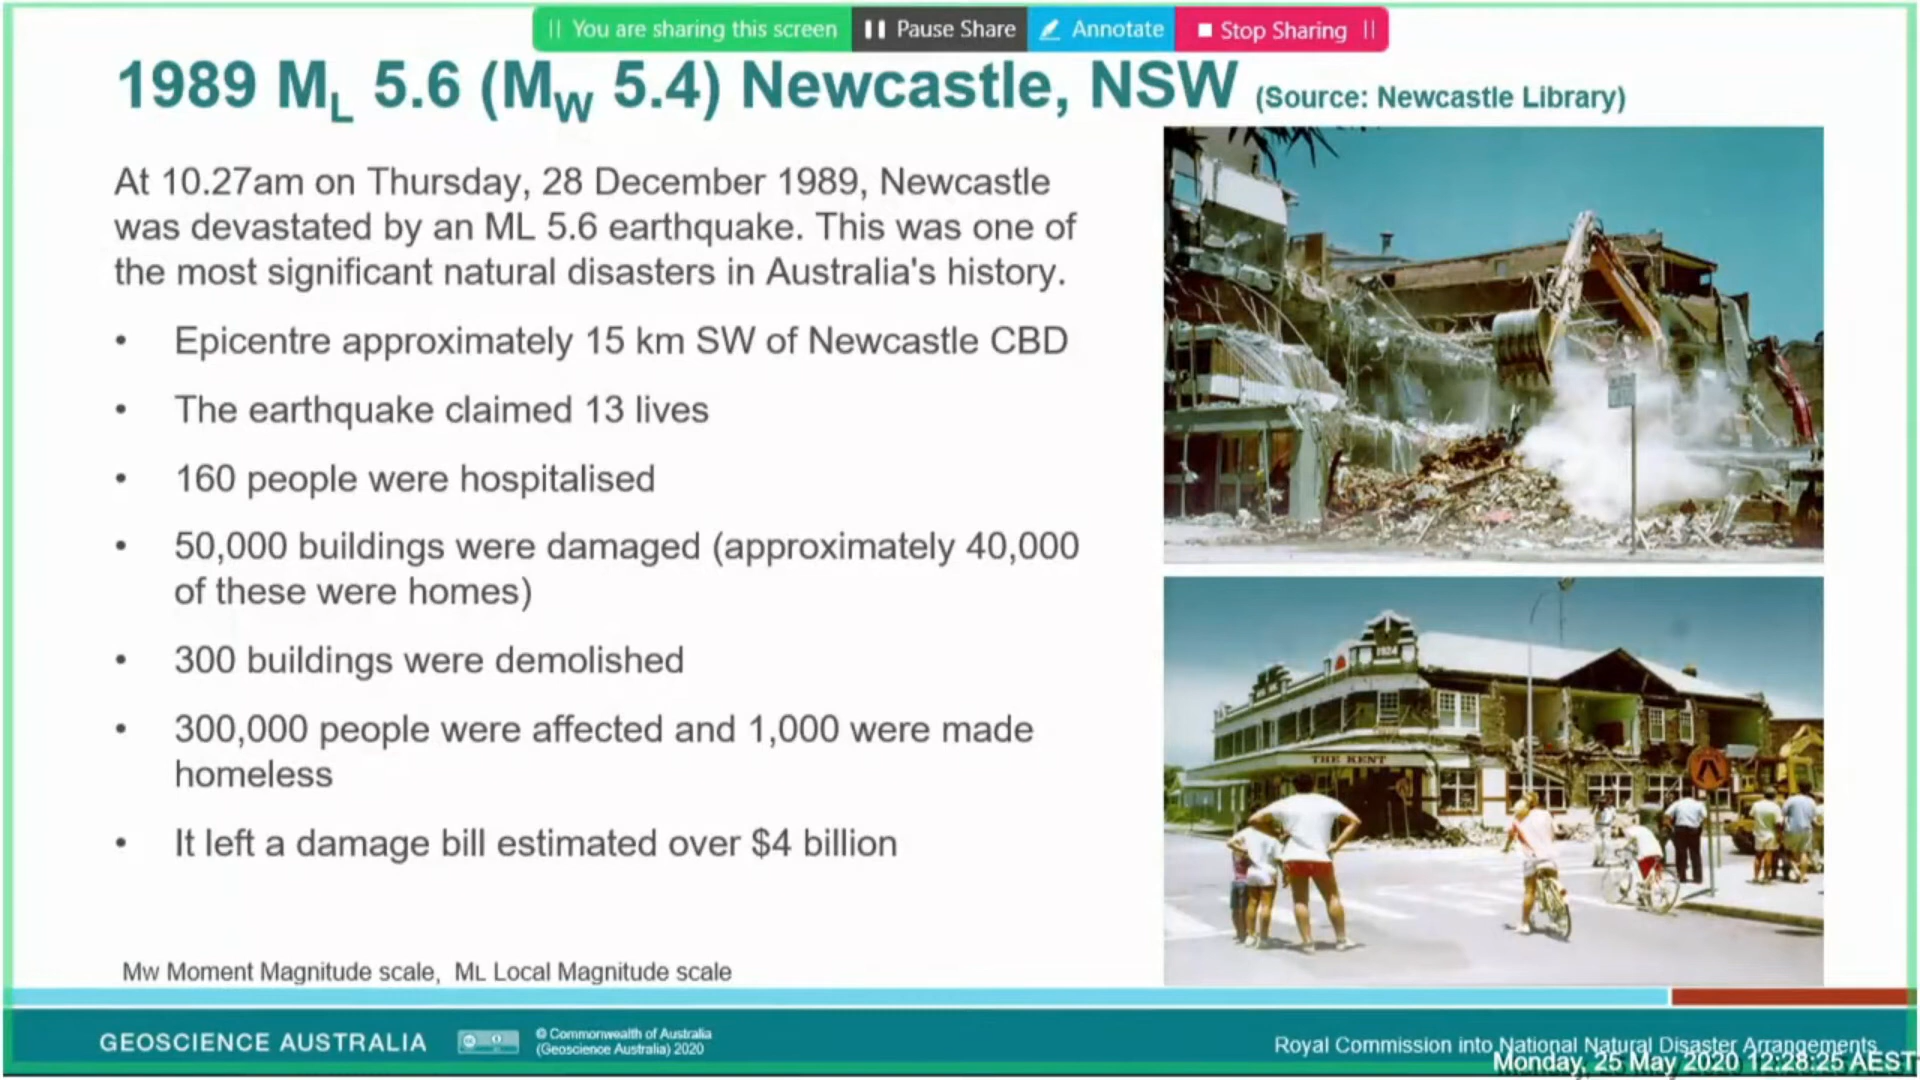 You are sharing this screen
Pause Share
Annotate
Stop Sharing
1989 ML 5.6 (MW 5.4) Newcastle, NSW (Source: Newcastle Library)
At 10.27am on Thursday, 28 December 1989, Newcastle
was devastated by an ML 5.6 earthquake. This was one of
the most significant natural disasters in Australia's history.
• Epicentre approximately 15 km SW of Newcastle CBD
• The earthquake claimed 13 lives
• 160 people were hospitalised
• 50,000 buildings were damaged (approximately 40,000
of these were homes)
• 300 buildings were demolished
• 300,000 people were affected and 1,000 were made
homeless
• It left a damage bill estimated over $4 billion
1924
THE KENT
Mw Moment Magnitude scale, ML Local Magnitude scale
GEOSCIENCE AUSTRALIA
© Commonwealth of Australia
(Geoscience Australia) 2020
Royal Commission into National Natural Disaster Arrangements
Monday, 25 May 2020 12:28:25 AEST